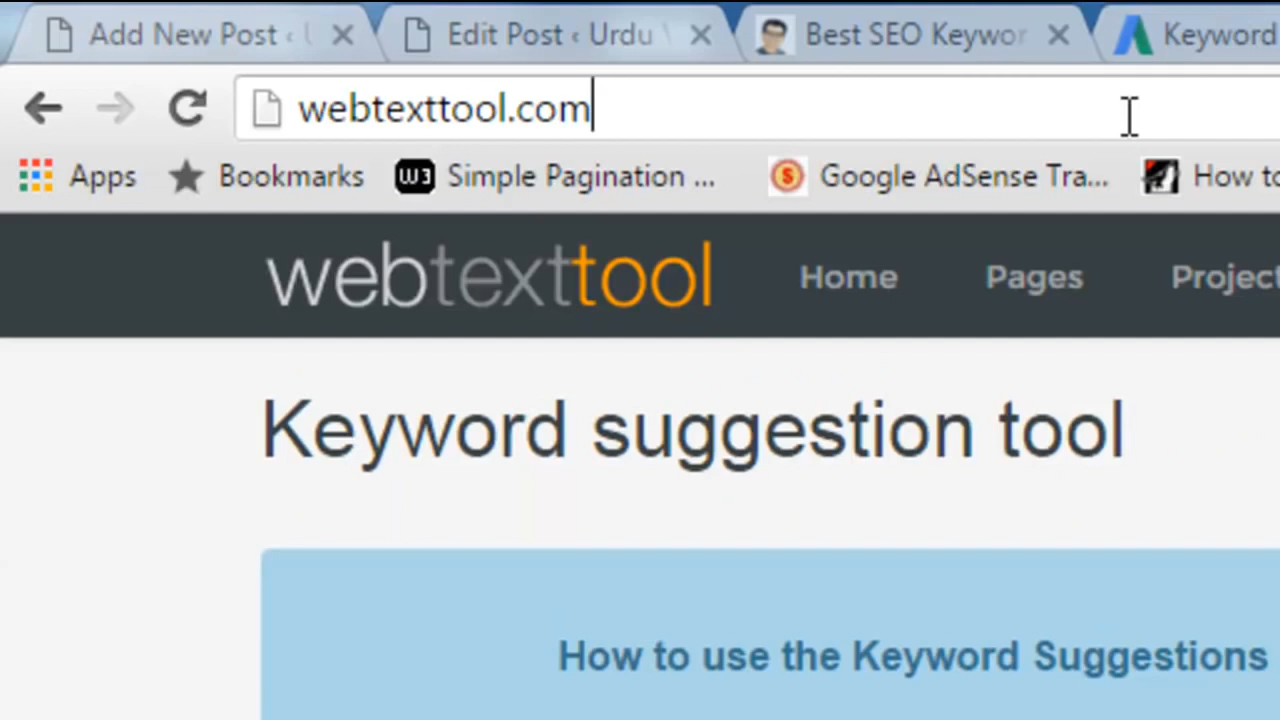 Add New Post ‹
Edit Post ‹ Urdu
Best SEO Keywor
Keyword
webtexttool.com
Apps
Bookmarks
W3
Simple Pagination ...
$
Google AdSense Tra...
How to
webtexttool
Home
Pages
Project
Keyword suggestion tool
How to use the Keyword Suggestions